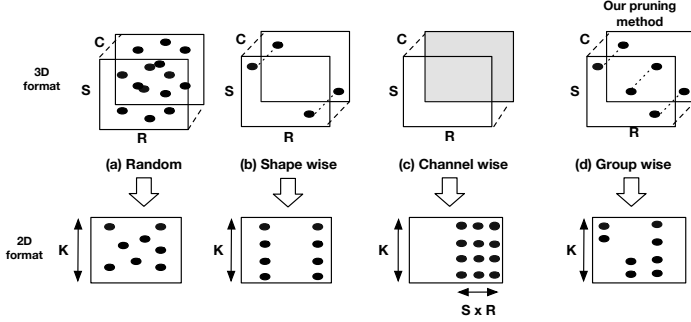 Our pruning
method
C
C
C
C
3D
format
S
S
S
S
R
R
R
R
(a) Random
(b) Shape wise
(c) Channel wise
(d) Group wise
2D
format
K
K
K
K
S x R